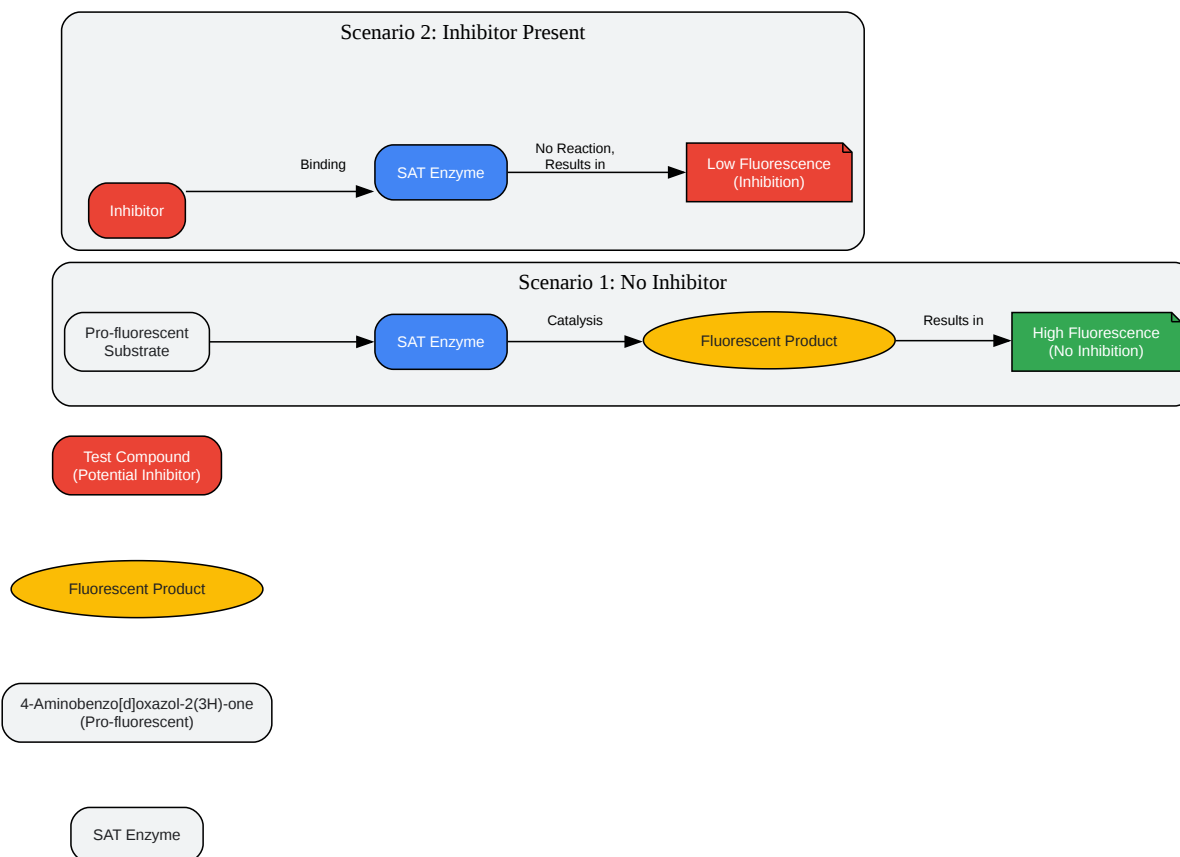 Scenario 2: Inhibitor Present
Inhibitor
Binding
SAT Enzyme
No Reaction,
Results in
Low Fluorescence
(Inhibition)
Scenario 1: No Inhibitor
Pro-fluorescent
Substrate
SAT Enzyme
Catalysis
Fluorescent Product
Results in
High Fluorescence
(No Inhibition)
Test Compound
(Potential Inhibitor)
Fluorescent Product
4-Aminobenzo[d]oxazol-2(3H)-one
(Pro-fluorescent)
SAT Enzyme